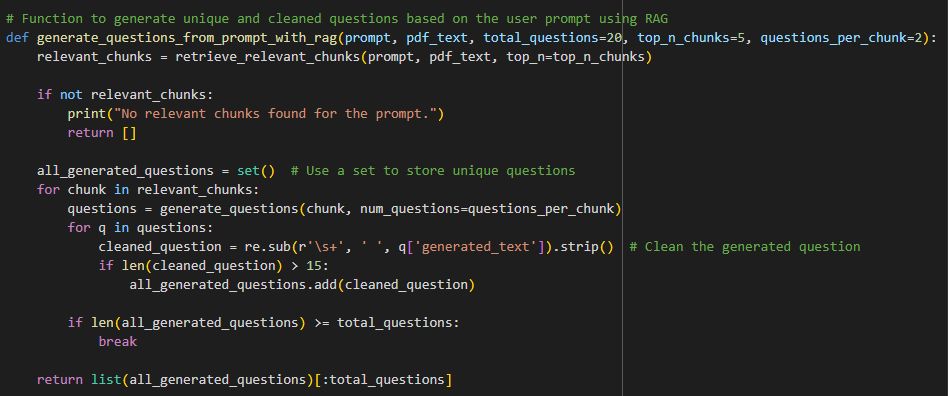 # Function to generate unique and cleaned questions based on the user prompt using RAG
def generate_questions_from_prompt_with_rag(prompt, pdf_text, total_questions=20, top_n_chunks=5, questions_per_chunk=2):
    relevant_chunks = retrieve_relevant_chunks(prompt, pdf_text, top_n=top_n_chunks)

    if not relevant_chunks:
        print("No relevant chunks found for the prompt.")
        return []

    all_generated_questions = set()  # Use a set to store unique questions
    for chunk in relevant_chunks:
        questions = generate_questions(chunk, num_questions=questions_per_chunk)
        for q in questions:
            cleaned_question = re.sub(r'\s+', ' ', q['generated_text']).strip()  # Clean the generated question
            if len(cleaned_question) > 15:
                all_generated_questions.add(cleaned_question)

        if len(all_generated_questions) >= total_questions:
            break

    return list(all_generated_questions)[:total_questions]